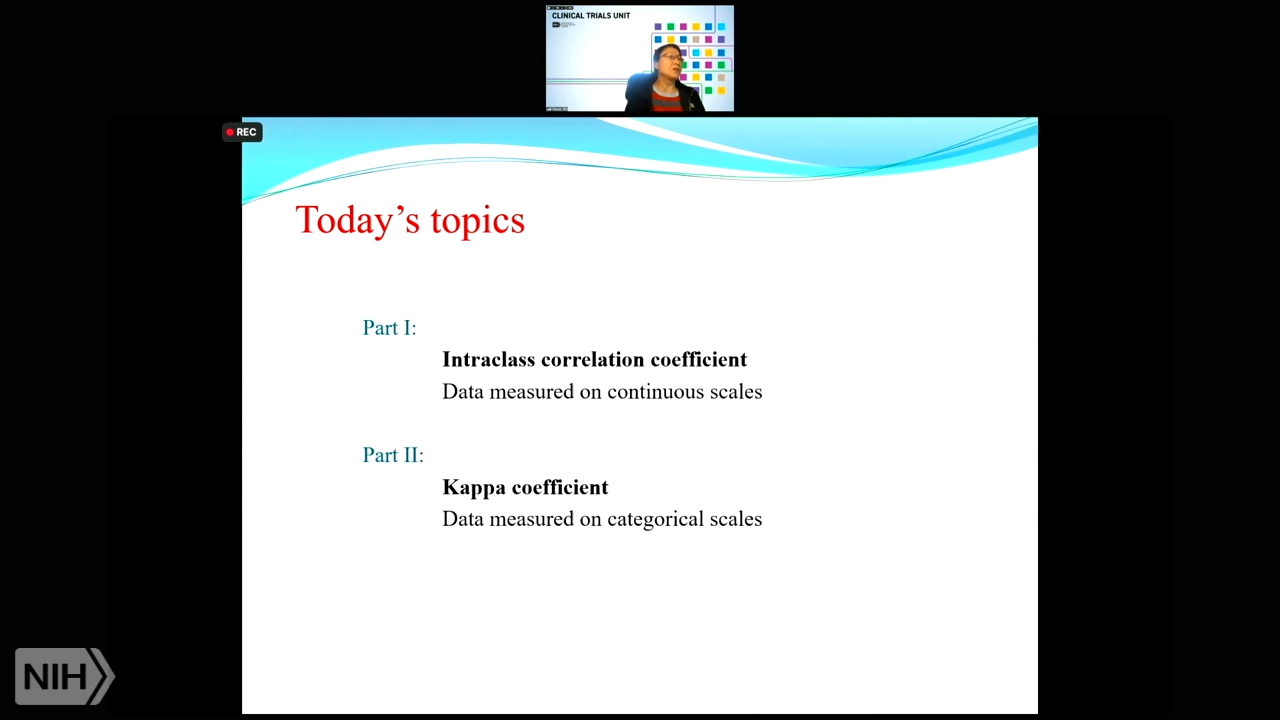 CLINICAL TRIALS UNIT
REC
Today’s topics
Part I:
Intraclass correlation coefficient
Data measured on continuous scales
Part II:
Kappa coefficient
Data measured on categorical scales
NIH